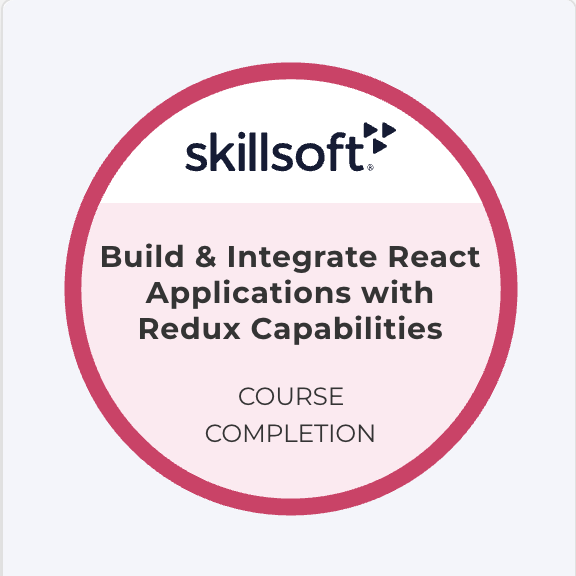 skillsoft®
Build & Integrate React
Applications with
Redux Capabilities
COURSE
COMPLETION